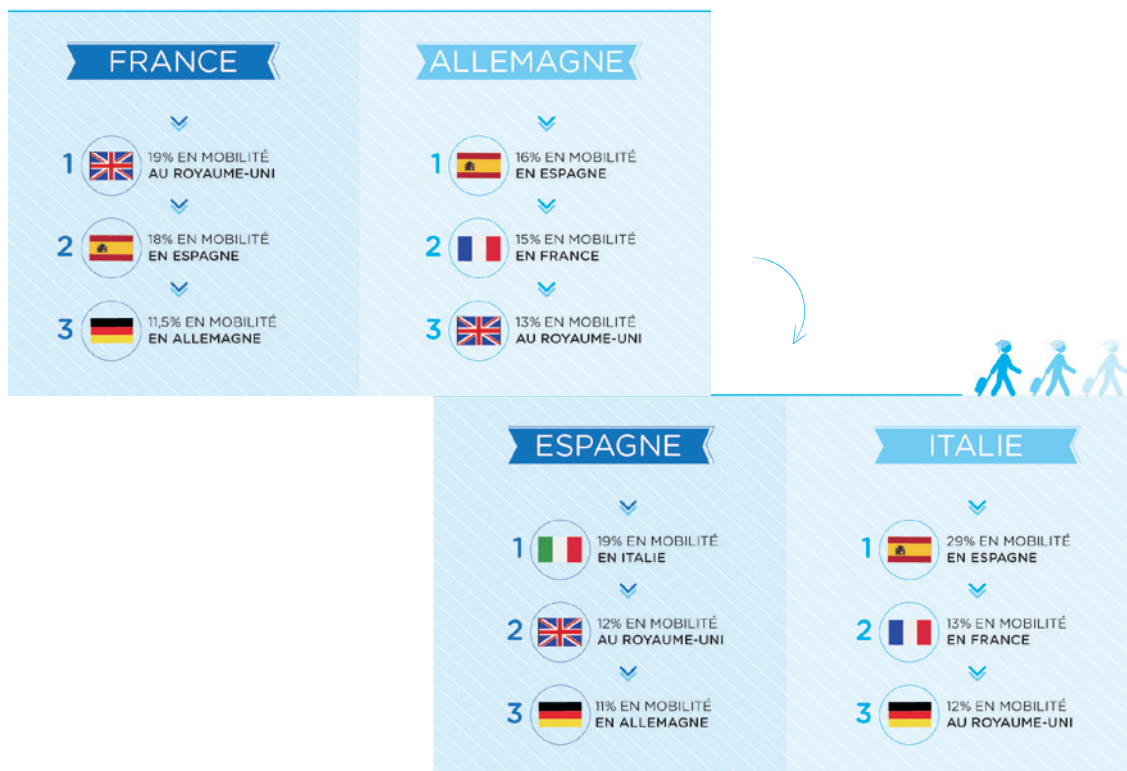 FRANCE
1
19% EN MOBILITÉ
AU ROYAUME-UNI
2
18% EN MOBILITÉ
EN ESPAGNE
3
11,5% EN MOBILITÉ
EN ALLEMAGNE
ALLEMAGNE
1
16% EN MOBILITÉ
EN ESPAGNE
2
15% EN MOBILITÉ
EN FRANCE
3
13% EN MOBILITÉ
AU ROYAUME-UNI
ESPAGNE
1
19% EN MOBILITÉ
EN ITALIE
2
12% EN MOBILITÉ
AU ROYAUME-UNI
3
11% EN MOBILITÉ
EN ALLEMAGNE
ITALIE
1
29% EN MOBILITÉ
EN ESPAGNE
2
13% EN MOBILITÉ
EN FRANCE
3
12% EN MOBILITÉ
AU ROYAUME-UNI